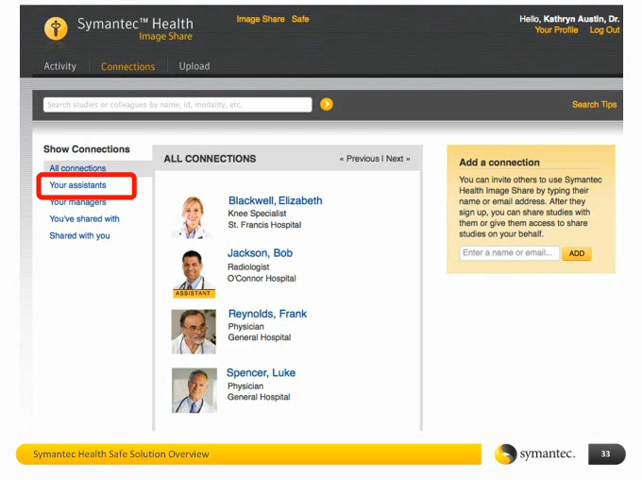 Symantec™ Health
Image Share
Image Share Safe
Hello, Kathryn Austin, Dr.
Your Profile Log Out
Activity Connections Upload
Search studies or colleagues by name, id, mottality, etc.
Search Tips
Show Connections
All connections
Your assistants
Your managers
You've shared with
Shared with you
ALL CONNECTIONS
« Previous | Next »
Blackwell, Elizabeth
Knee Specialist
St. Francis Hospital
Jackson, Bob
Radiologist
O'Connor Hospital
ASSISTANT
Reynolds, Frank
Physician
General Hospital
Spencer, Luke
Physician
General Hospital
Add a connection
You can invite others to use Symantec
Health Image Share by typing their
name or email address. After they
sign up, you can share studies with
them or give them access to share
studies on your behalf.
Enter a name or email...
ADD
Symantec Health Safe Solution Overview
symantec.
33